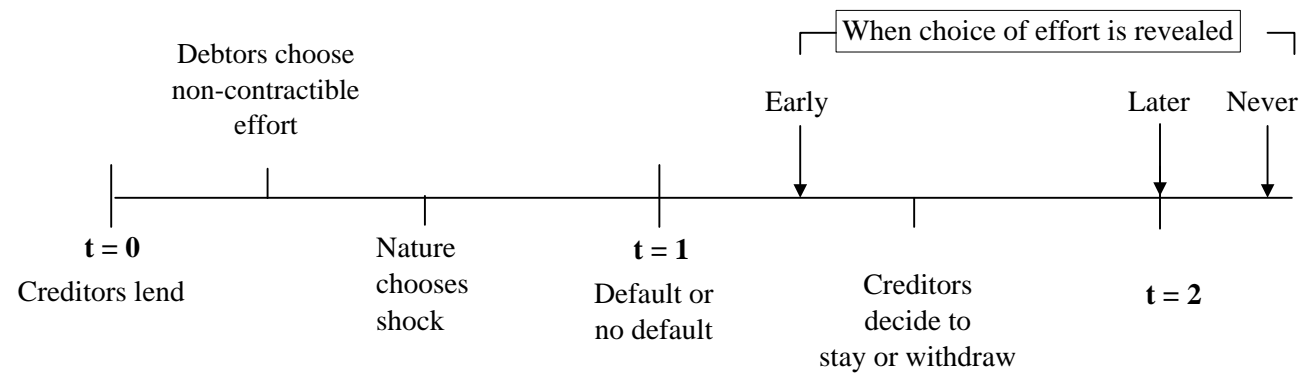 When choice of effort is revealed
Debtors choose
non-contractible
effort
Early
Later
Never
t = 0
Creditors lend
Nature
chooses
shock
t = 1
Default or
no default
Creditors
decide to
stay or withdraw
t = 2